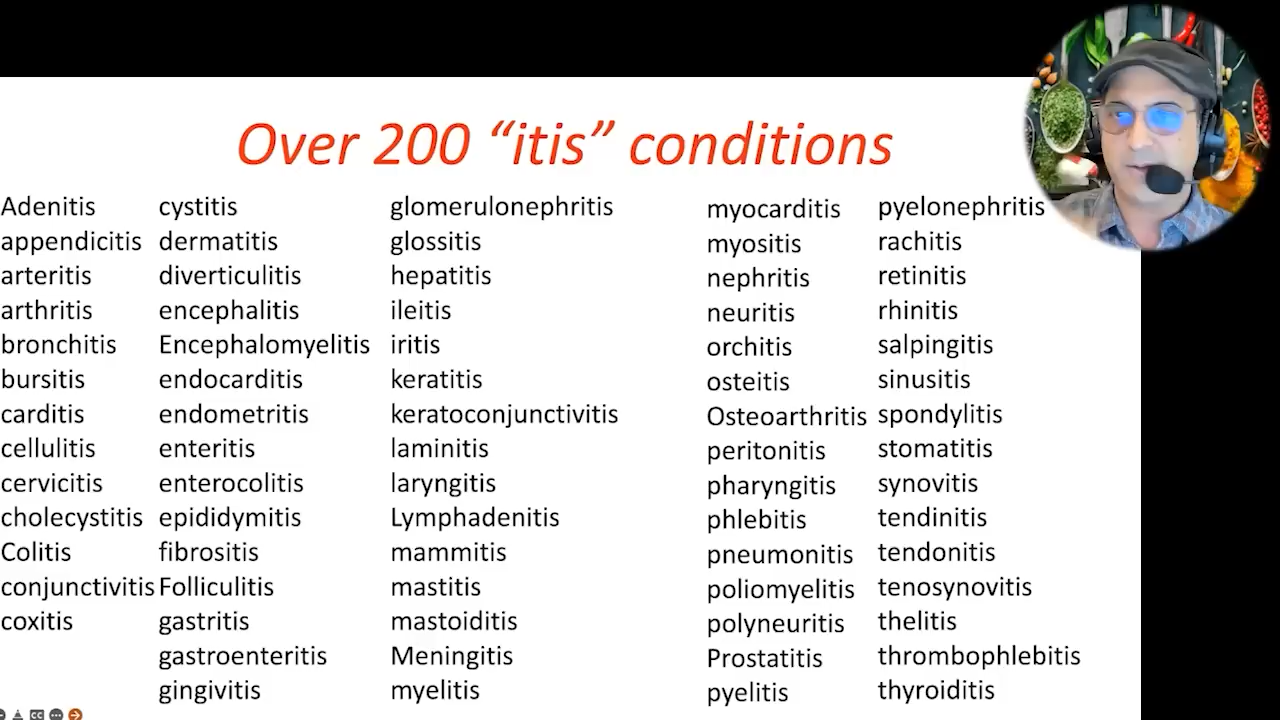 Over 200 “itis” conditions
Adenitis
appendicitis
arteritis
arthritis
bronchitis
bursitis
carditis
cellulitis
cervicitis
cholecystitis
Colitis
conjunctivitis
coxitis
cystitis
dermatitis
diverticulitis
encephalitis
Encephalomyelitis
endocarditis
endometritis
enteritis
enterocolitis
epididymitis
fibrositis
Folliculitis
gastritis
gastroenteritis
gingivitis
glomerulonephritis
glossitis
hepatitis
ileitis
iritis
keratitis
keratoconjunctivitis
laminitis
laryngitis
Lymphadenitis
mammitis
mastitis
mastoiditis
Meningitis
myelitis
myocarditis
myositis
nephritis
neuritis
orchitis
osteitis
Osteoarthritis
peritonitis
pharyngitis
phlebitis
pneumonitis
poliomyelitis
polyneuritis
Prostatitis
pyelitis
pyelonephritis
rachitis
retinitis
rhinitis
salpingitis
sinusitis
spondylitis
stomatitis
synovitis
tendinitis
tendonitis
tenosynovitis
thelitis
thrombophlebitis
thyroiditis